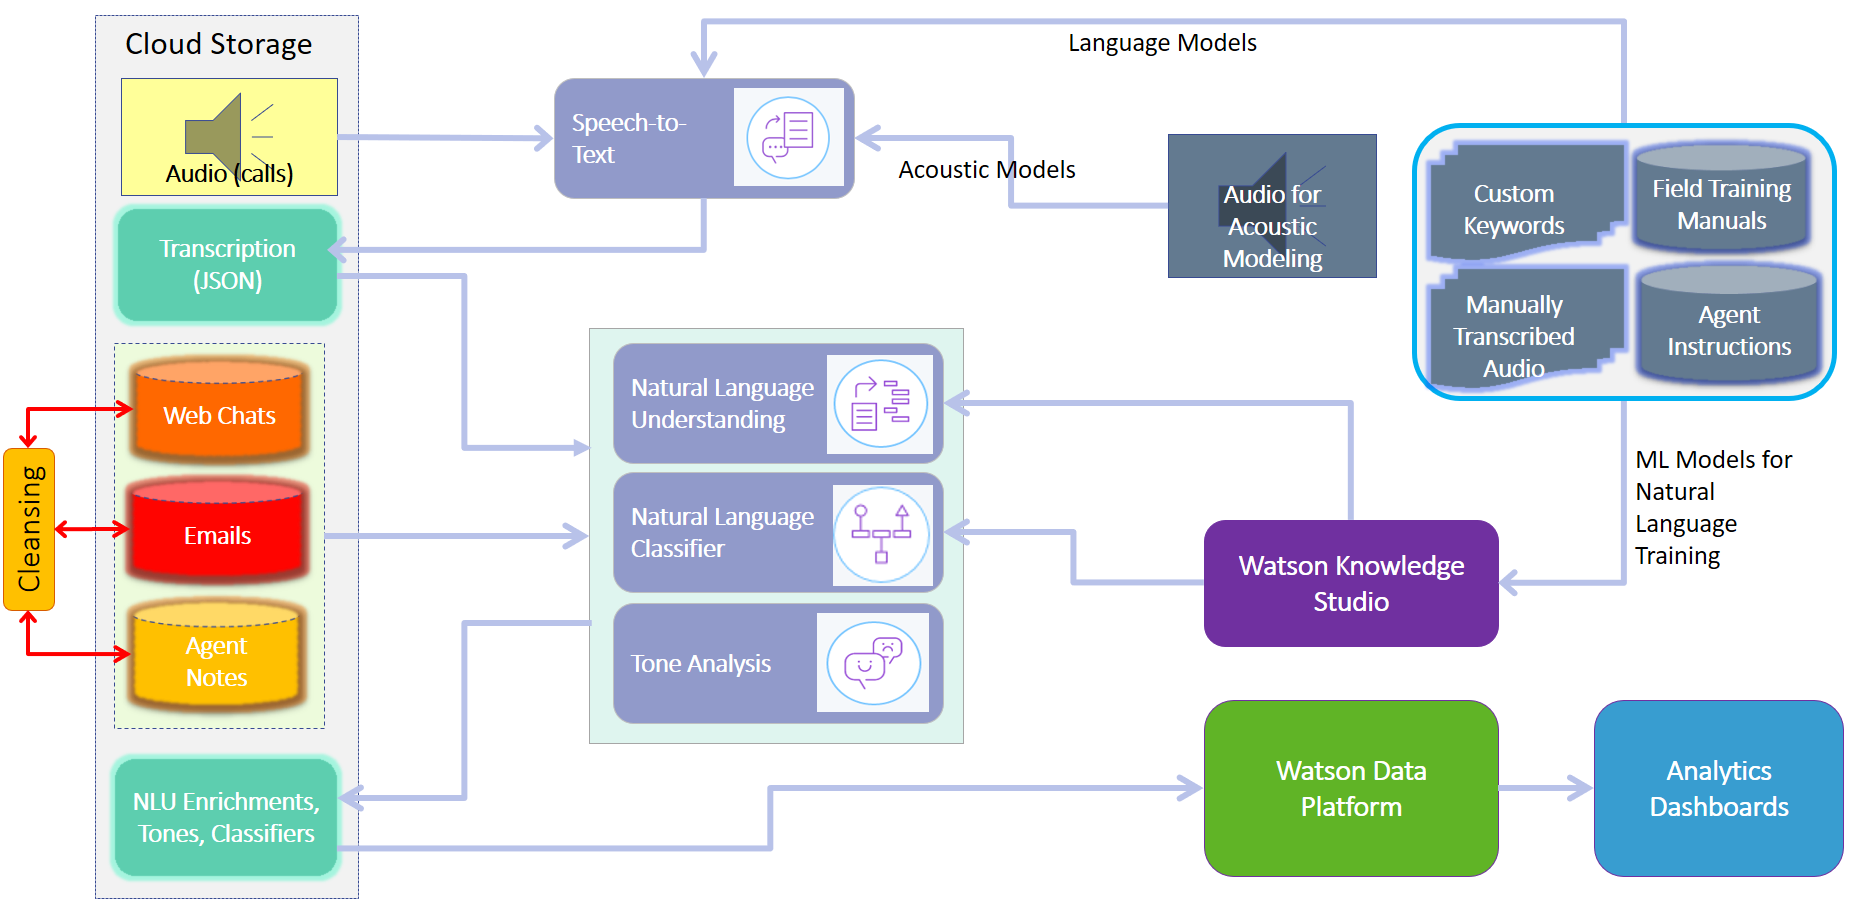 Cloud Storage
Audio (calls)
Speech-to-
Text
Language Models
Acoustic Models
Audio for
Acoustic
Modeling
Custom
Keywords
Field Training
Manuals
Manually
Transcribed
Audio
Agent
Instructions
Transcription
(JSON)
Web Chats
Emails
Agent
Notes
Cleansing
Natural Language
Understanding
Natural Language
Classifier
Tone Analysis
ML Models for
Natural
Language
Training
Watson Knowledge
Studio
NLU Enrichments,
Tones, Classifiers
Watson Data
Platform
Analytics
Dashboards